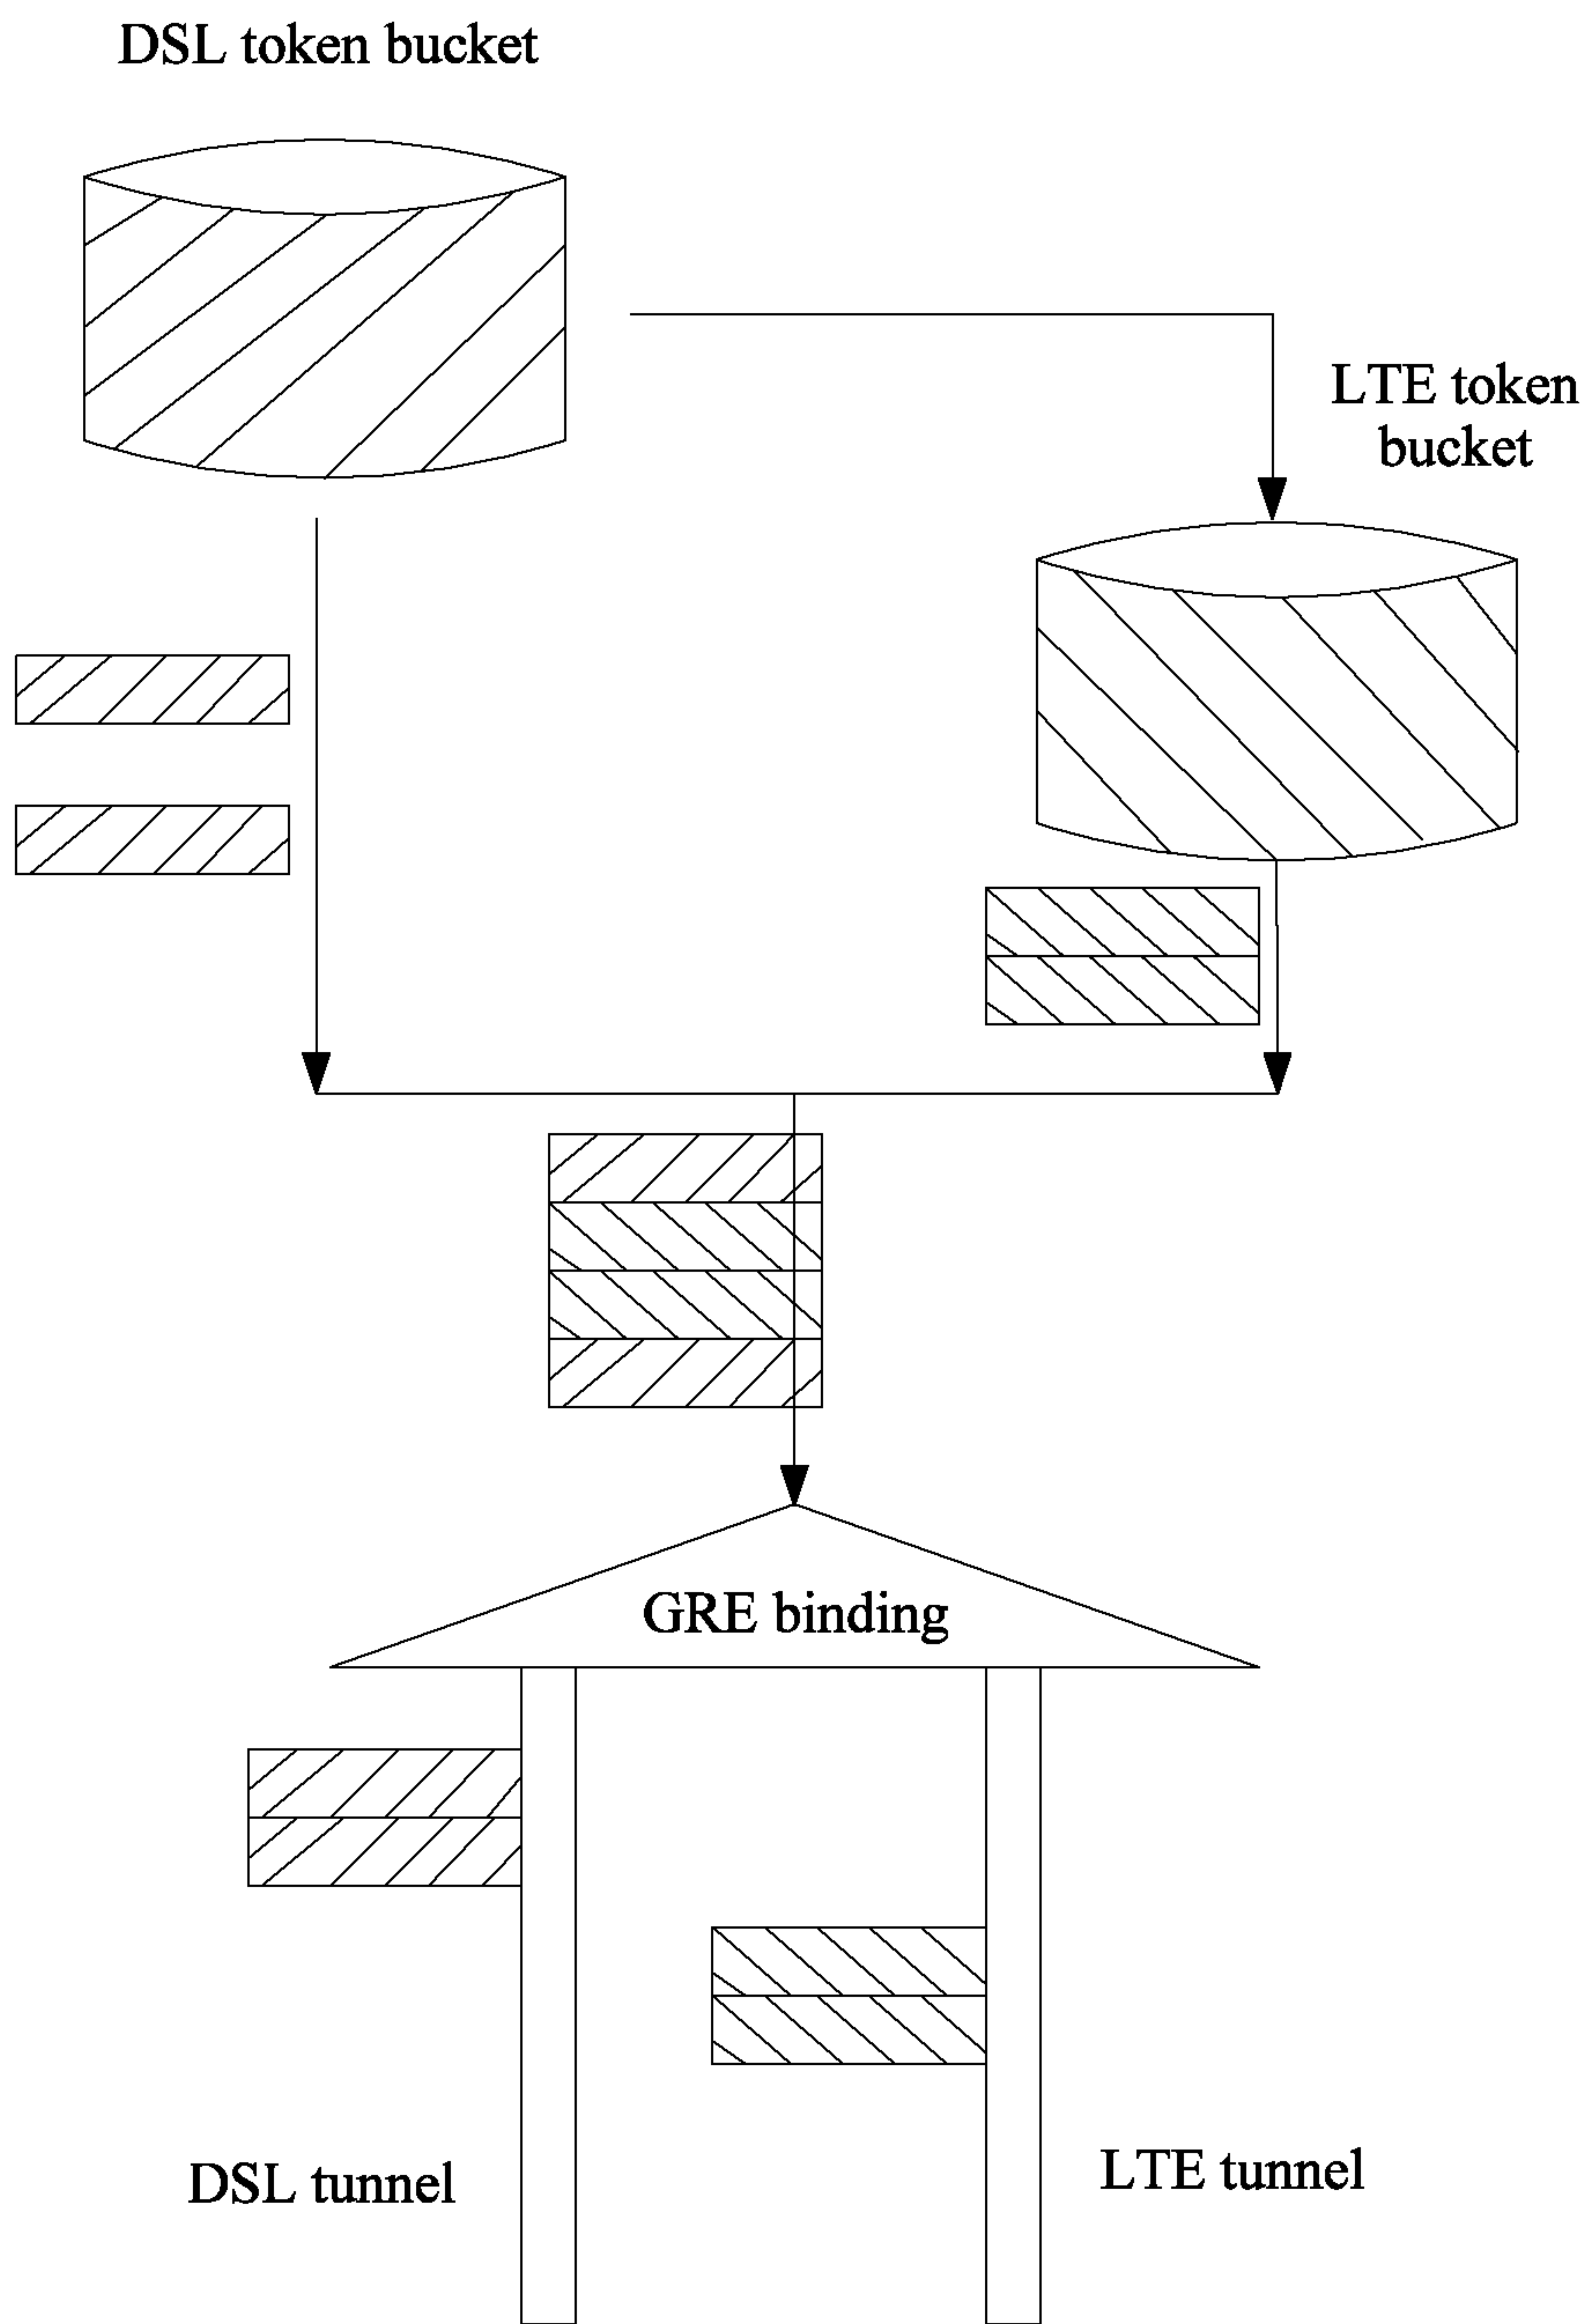 DSL token bucket
LTE token
bucket
GRE binding
DSL tunnel
LTE tunnel